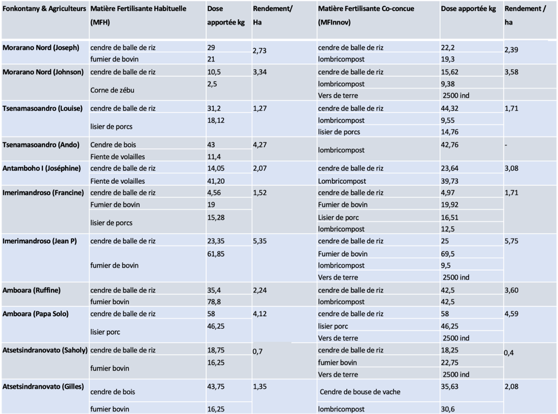 Fonkontany & Agriculteurs Matière Fertilisante Habituelle (MFH) Dose apportée kg Rendement/ Ha Matière Fertilisante Co-concue (MFInnov) Dose apportée kg Rendement / ha
Morarano Nord (Joseph) cendre de balle de riz 29 2,73 cendre de balle de riz 22,2 2,39
fumier de bovin 21 lombricompost 19,3
Morarano Nord (Johnson) cendre de balle de riz 10,5 3,34 cendre de balle de riz 15,62 3,58
Corne de zébu 2,5 lombricompost 9,38
Vers de terre 2500 ind
Tsenamasoandro (Louise) cendre de balle de riz 31,2 1,27 cendre de balle de riz 44,32 1,71
lisier de porcs 18,12 lombricompost 9,55
lisier de porcs 14,76
Tsenamasoandro (Ando) Cendre de bois 43 4,27 lombricompost 42,76 -
Fiente de volailles 11,4
Antamboho I (Joséphine) cendre de balle de riz 14,05 2,07 cendre de balle de riz 23,64 3,08
Fiente de volailles 41,20 Lombricompost 39,73
Imerimandroso (Francine) cendre de balle de riz 4,56 1,52 cendre de balle de riz 4,97 1,71
Fumier de bovin 19 Fumier de bovin 19,92
lisier de porcs 15,28 Lisier de porc 16,51
lombricompost 12,5
Imerimandroso (Jean P) cendre de balle de riz 23,35 5,35 cendre de balle de riz 25 5,75
fumier de bovin 61,85 Fumier de bovin 69,5
lombricompost 9,5
Vers de terre 2500 ind
Amboara (Ruffine) cendre de balle de riz 35,4 2,24 cendre de balle de riz 42,5 3,60
fumier bovin 78,8 lombricompost 42,5
Amboara (Papa Solo) cendre de balle de riz 58 4,12 cendre de balle de riz 58 4,59
lisier porc 46,25 lisier porc 46,25
Vers de terre 2500 ind
Atsetsindranovato (Saholy) cendre de balle de riz 18,75 0,7 cendre de balle de riz 18,25 0,4
fumier bovin 16,25 fumier bovin 22,75
Vers de terre 2500 ind
Atsetsindranovato (Gilles) cendre de bois 43,75 1,35 Cendre de bouse de vache 35,63 2,08
fumier bovin 16,25 lombricompost 30,6